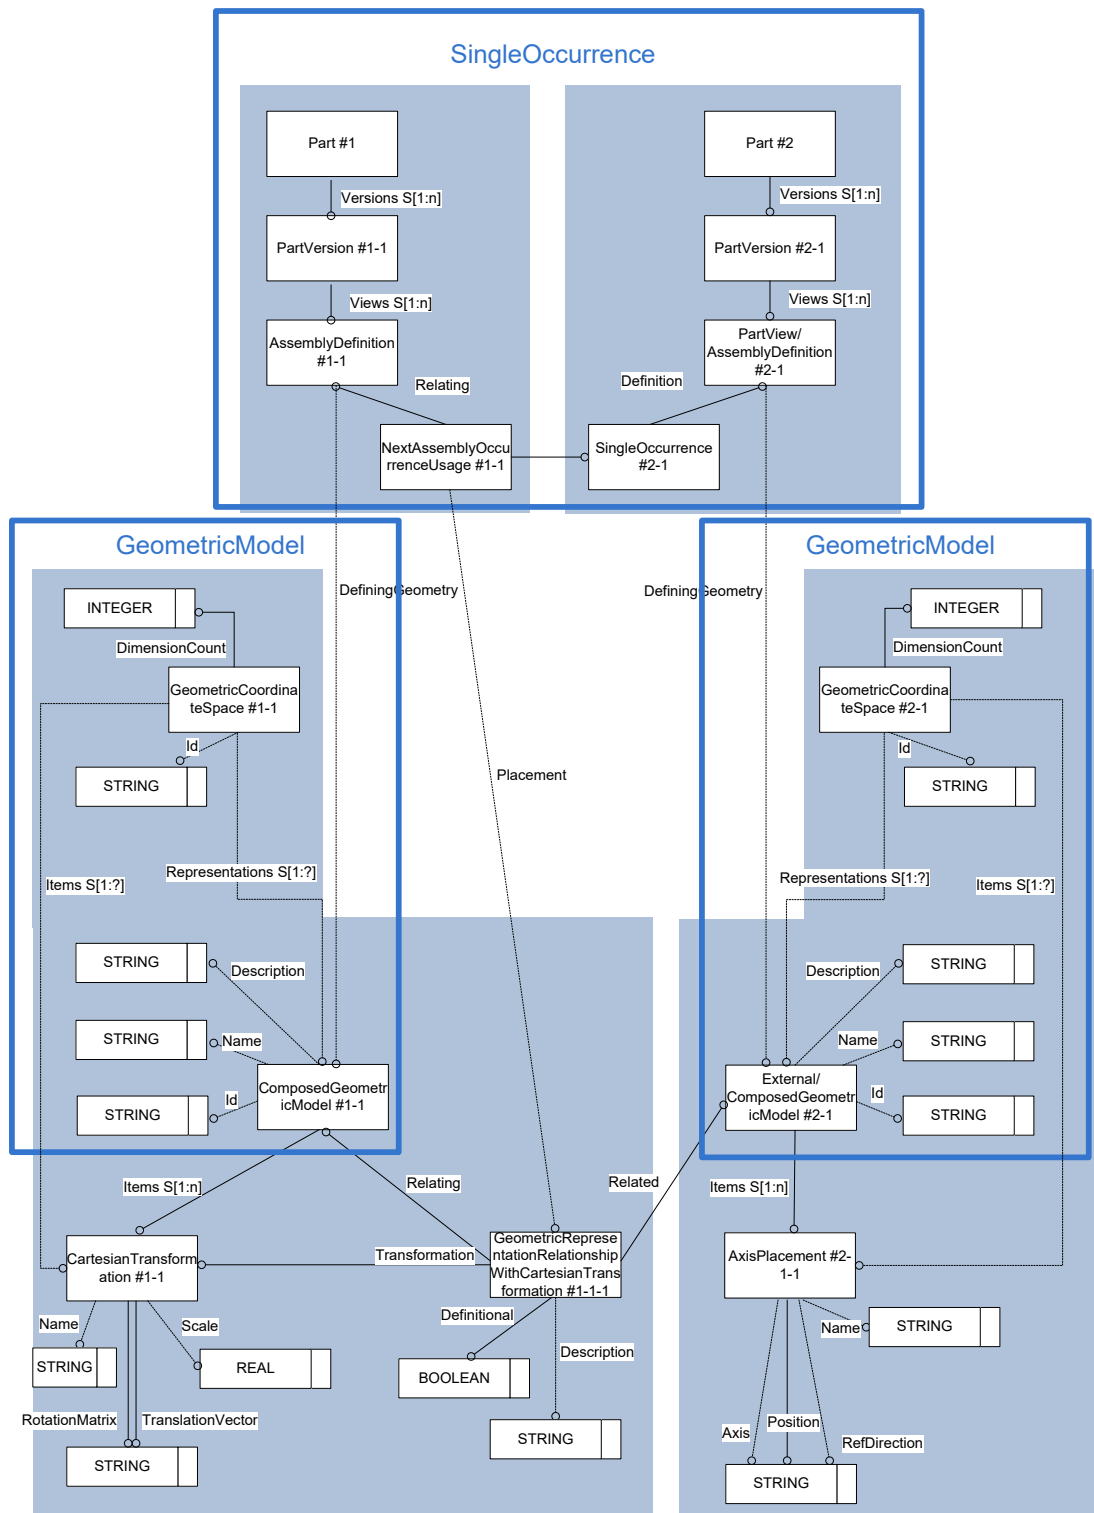 SingleOccurrence
Part #1
Part #2
Versions S[1:n]
Versions S[1:n]
PartVersion #1-1
PartVersion #2-1
Views S[1:n]
Views S[1:n]
AssemblyDefinition
#1-1
PartView/
AssemblyDefinition
#2-1
Relating
Definition
NextAssemblyOccu
rrenceUsage #1-1
SingleOccurrence
#2-1
GeometricModel
GeometricModel
DefiningGeometry
DefiningGeometry
INTEGER
INTEGER
DimensionCount
DimensionCount
GeometricCoordina
teSpace #1-1
GeometricCoordina
teSpace #2-1
Id
Id
STRING
STRING
Placement
Representations S[1:?]
Representations S[1:?]
Items S[1:?]
Items S[1:?]
STRING
Description
Description
STRING
STRING
Name
Name
STRING
ComposedGeometr
icModel #1-1
External/
ComposedGeometr
icModel #2-1
STRING
Id
Id
STRING
Items S[1:n]
Relating
Related
Items S[1:n]
CartesianTransform
ation #1-1
Transformation
GeometricReprese
ntationRelationship
WithCartesianTrans
formation #1-1-1
AxisPlacement #2-
1-1
Name
Scale
Definitional
Name
STRING
STRING
REAL
BOOLEAN
Description
RotationMatrix
TranslationVector
STRING
Axis
Position
RefDirection
STRING
STRING